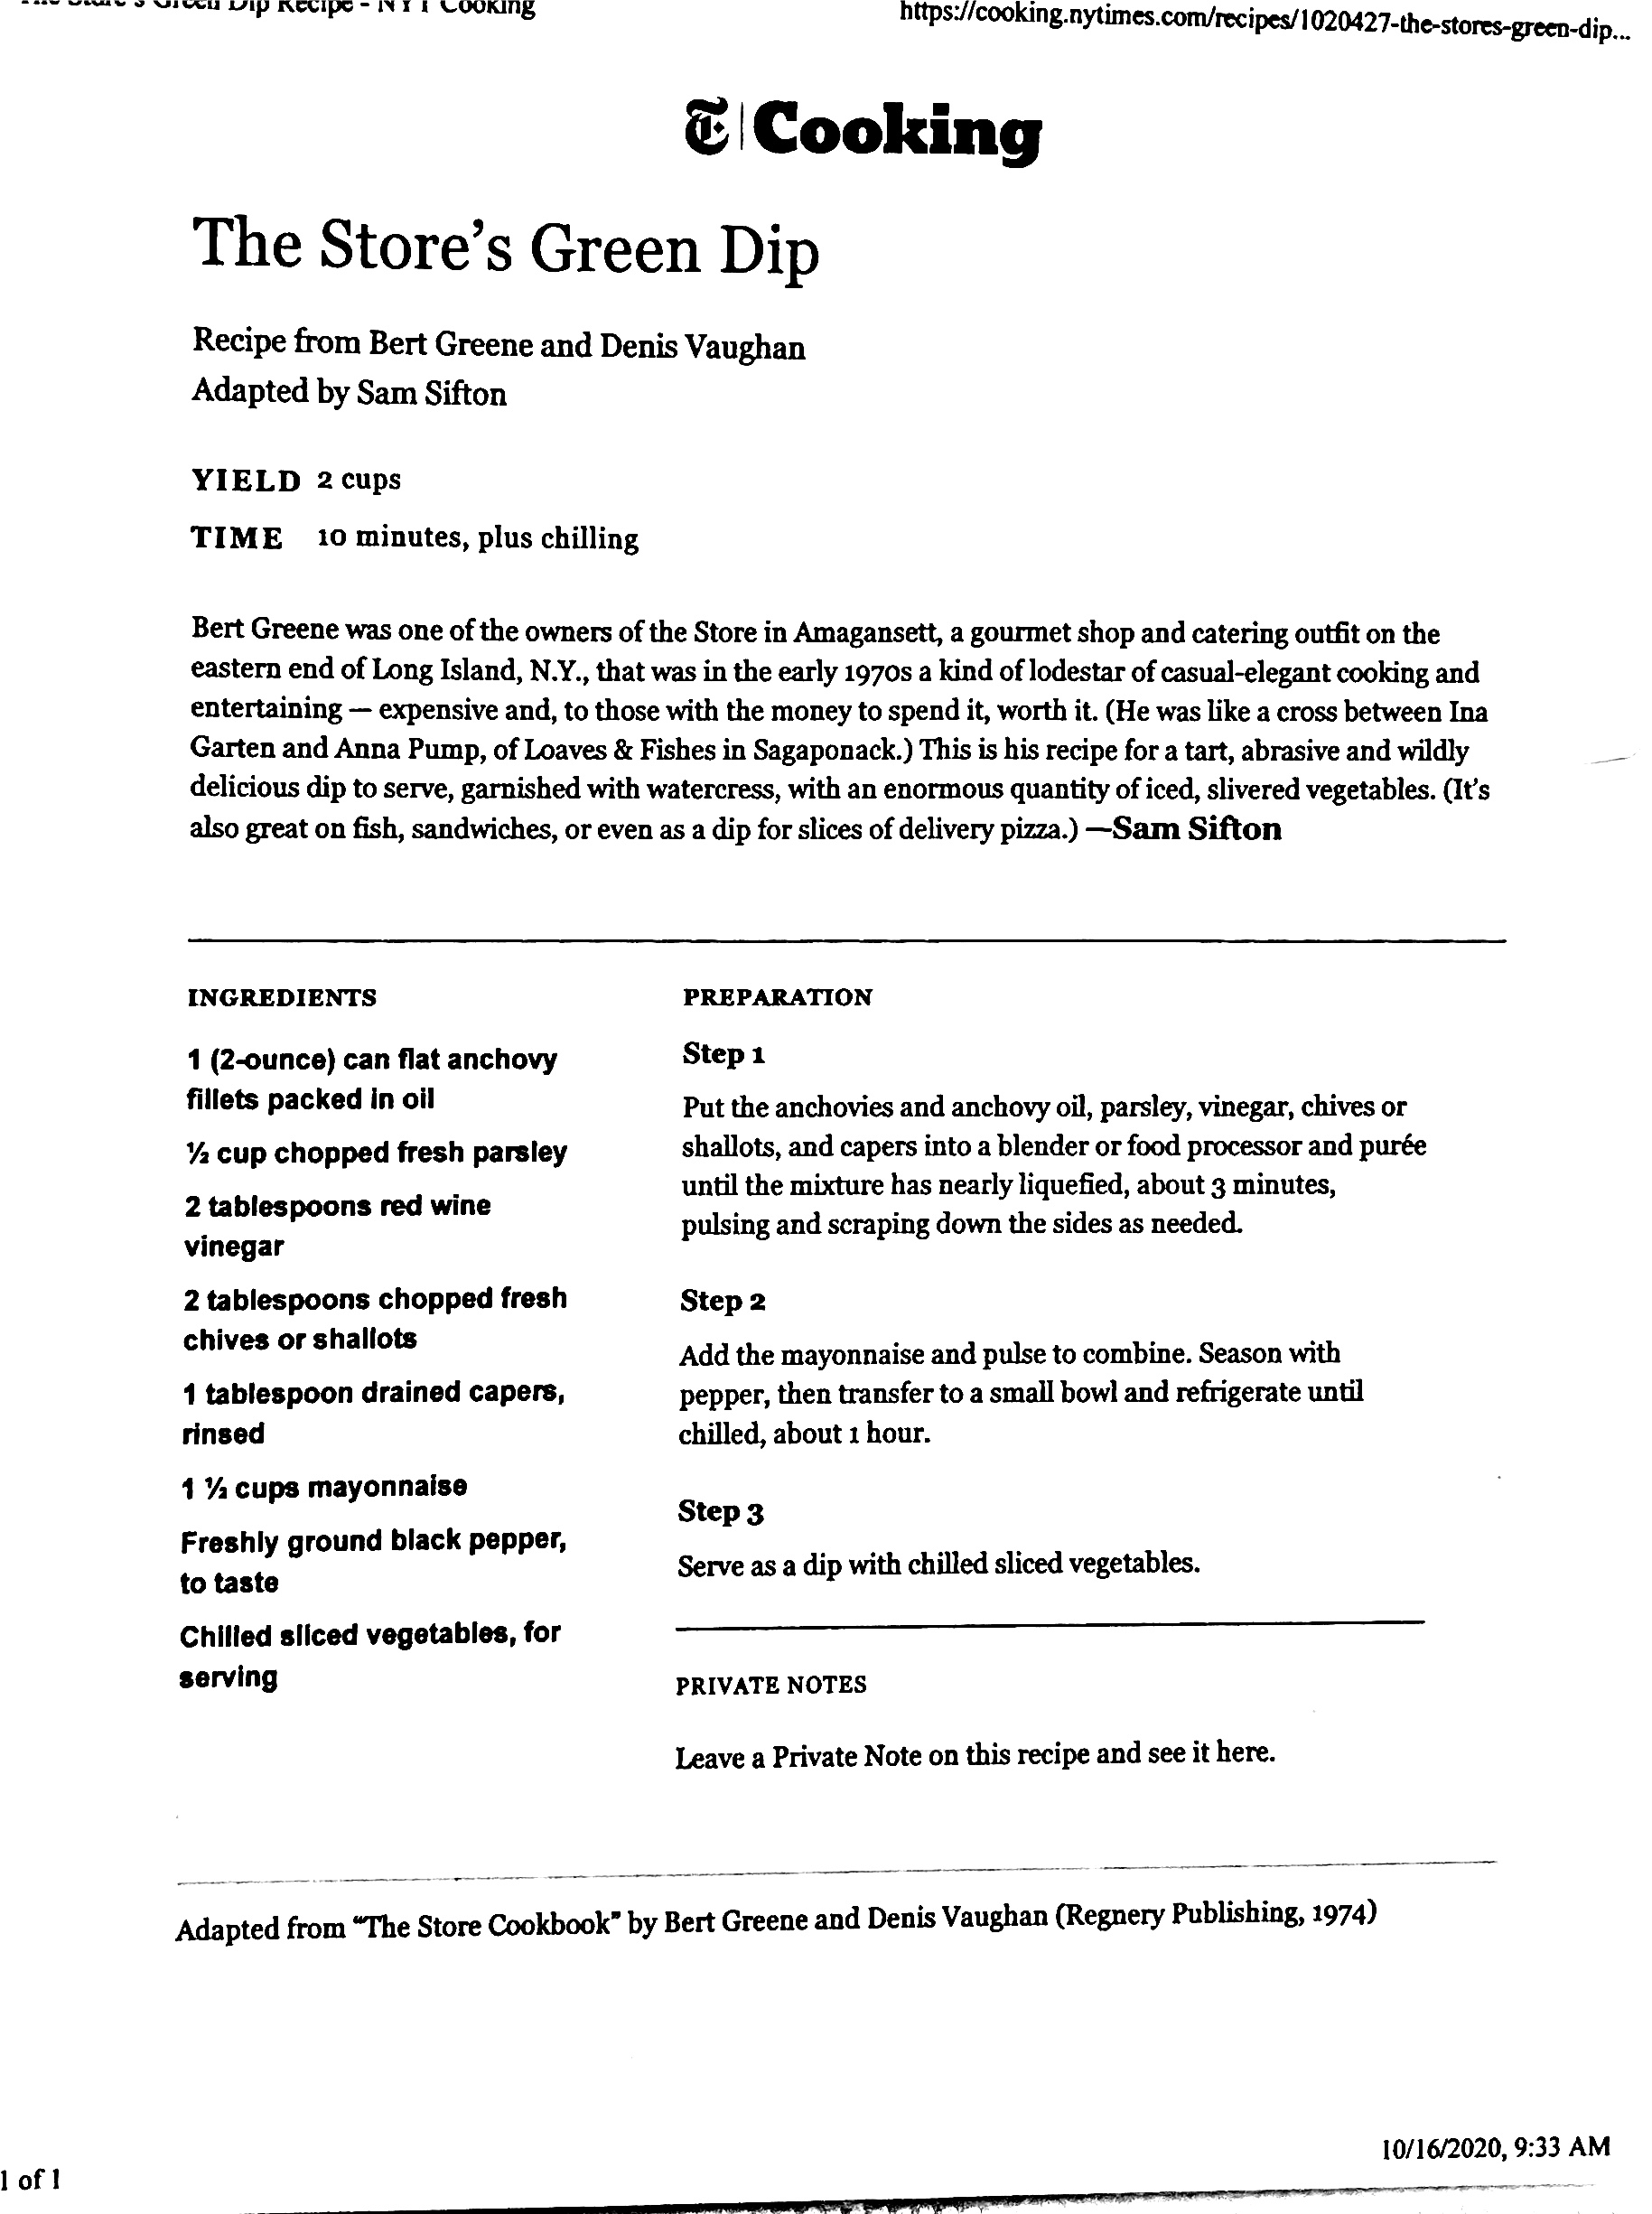 Dip Recipe - NYT Cooking
https://cooking.nytimes.com/recipes/1020427-the-stores-green-dip...
T Cooking
The Store's Green Dip
Recipe from Bert Greene and Denis Vaughan
Adapted by Sam Sifton
YIELD 2 cups
TIME 10 minutes, plus chilling
Bert Greene was one of the owners of the Store in Amagansett, a gourmet shop and catering outfit on the
eastern end of Long Island, N.Y., that was in the early 1970s a kind of lodestar of casual-elegant cooking and
entertaining — expensive and, to those with the money to spend it, worth it. (He was like a cross between Ina
Garten and Anna Pump, of Loaves & Fishes in Sagaponack.) This is his recipe for a tart, abrasive and wildly
delicious dip to serve, garnished with watercress, with an enormous quantity of iced, slivered vegetables. (It's
also great on fish, sandwiches, or even as a dip for slices of delivery pizza.) —Sam Sifton
INGREDIENTS
1 (2-ounce) can flat anchovy
fillets packed in oil
½ cup chopped fresh parsley
2 tablespoons red wine
vinegar
2 tablespoons chopped fresh
chives or shallots
1 tablespoon drained capers,
rinsed
1 ½ cups mayonnaise
Freshly ground black pepper,
to taste
Chilled sliced vegetables, for
serving
PREPARATION
Step 1
Put the anchovies and anchovy oil, parsley, vinegar, chives or
shallots, and capers into a blender or food processor and purée
until the mixture has nearly liquefied, about 3 minutes,
pulsing and scraping down the sides as needed.
Step 2
Add the mayonnaise and pulse to combine. Season with
pepper, then transfer to a small bowl and refrigerate until
chilled, about 1 hour.
Step 3
Serve as a dip with chilled sliced vegetables.
PRIVATE NOTES
Leave a Private Note on this recipe and see it here.
Adapted from "The Store Cookbook" by Bert Greene and Denis Vaughan (Regnery Publishing, 1974)
1 of 1
10/16/2020, 9:33 AM